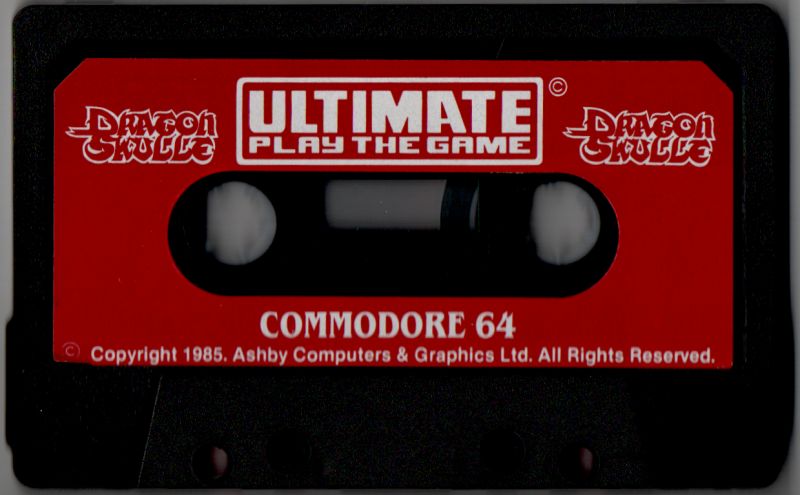 ULTIMATE ©
PLAY THE GAME
DRAGON
SKULLE
DRAGON
SKULLE
COMMODORE 64
© Copyright 1985. Ashby Computers & Graphics Ltd. All Rights Reserved.